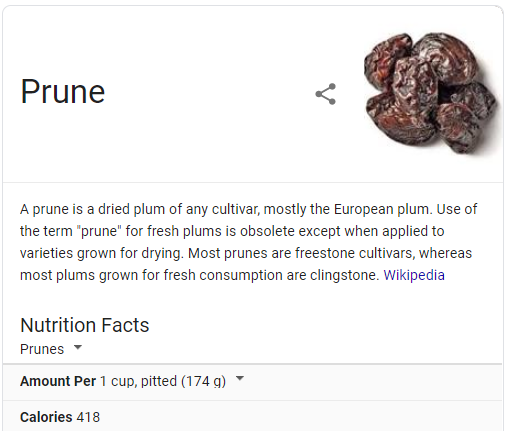 Prune
A prune is a dried plum of any cultivar, mostly the European plum. Use of
the term "prune" for fresh plums is obsolete except when applied to
varieties grown for drying. Most prunes are freestone cultivars, whereas
most plums grown for fresh consumption are clingstone. Wikipedia
Nutrition Facts
Prunes
Amount Per 1 cup, pitted (174 g)
Calories 418